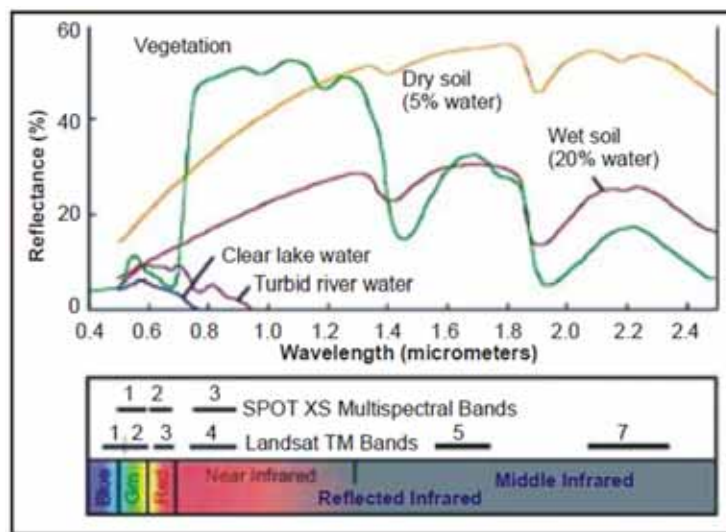 60
40
20
0
Reflectance (%)
Vegetation
Dry soil
(5% water)
Wet soil
(20% water)
Clear lake water
Turbid river water
0.4 0.6 0.8 1.0 1.2 1.4 1.6 1.8 2.0 2.2 2.4
Wavelength (micrometers)
1 2 3
SPOT XS Multispectral Bands
1 2 3 4 Landsat TM Bands 5 7
Blue Grn Red Near Infrared Middle Infrared
Reflected Infrared